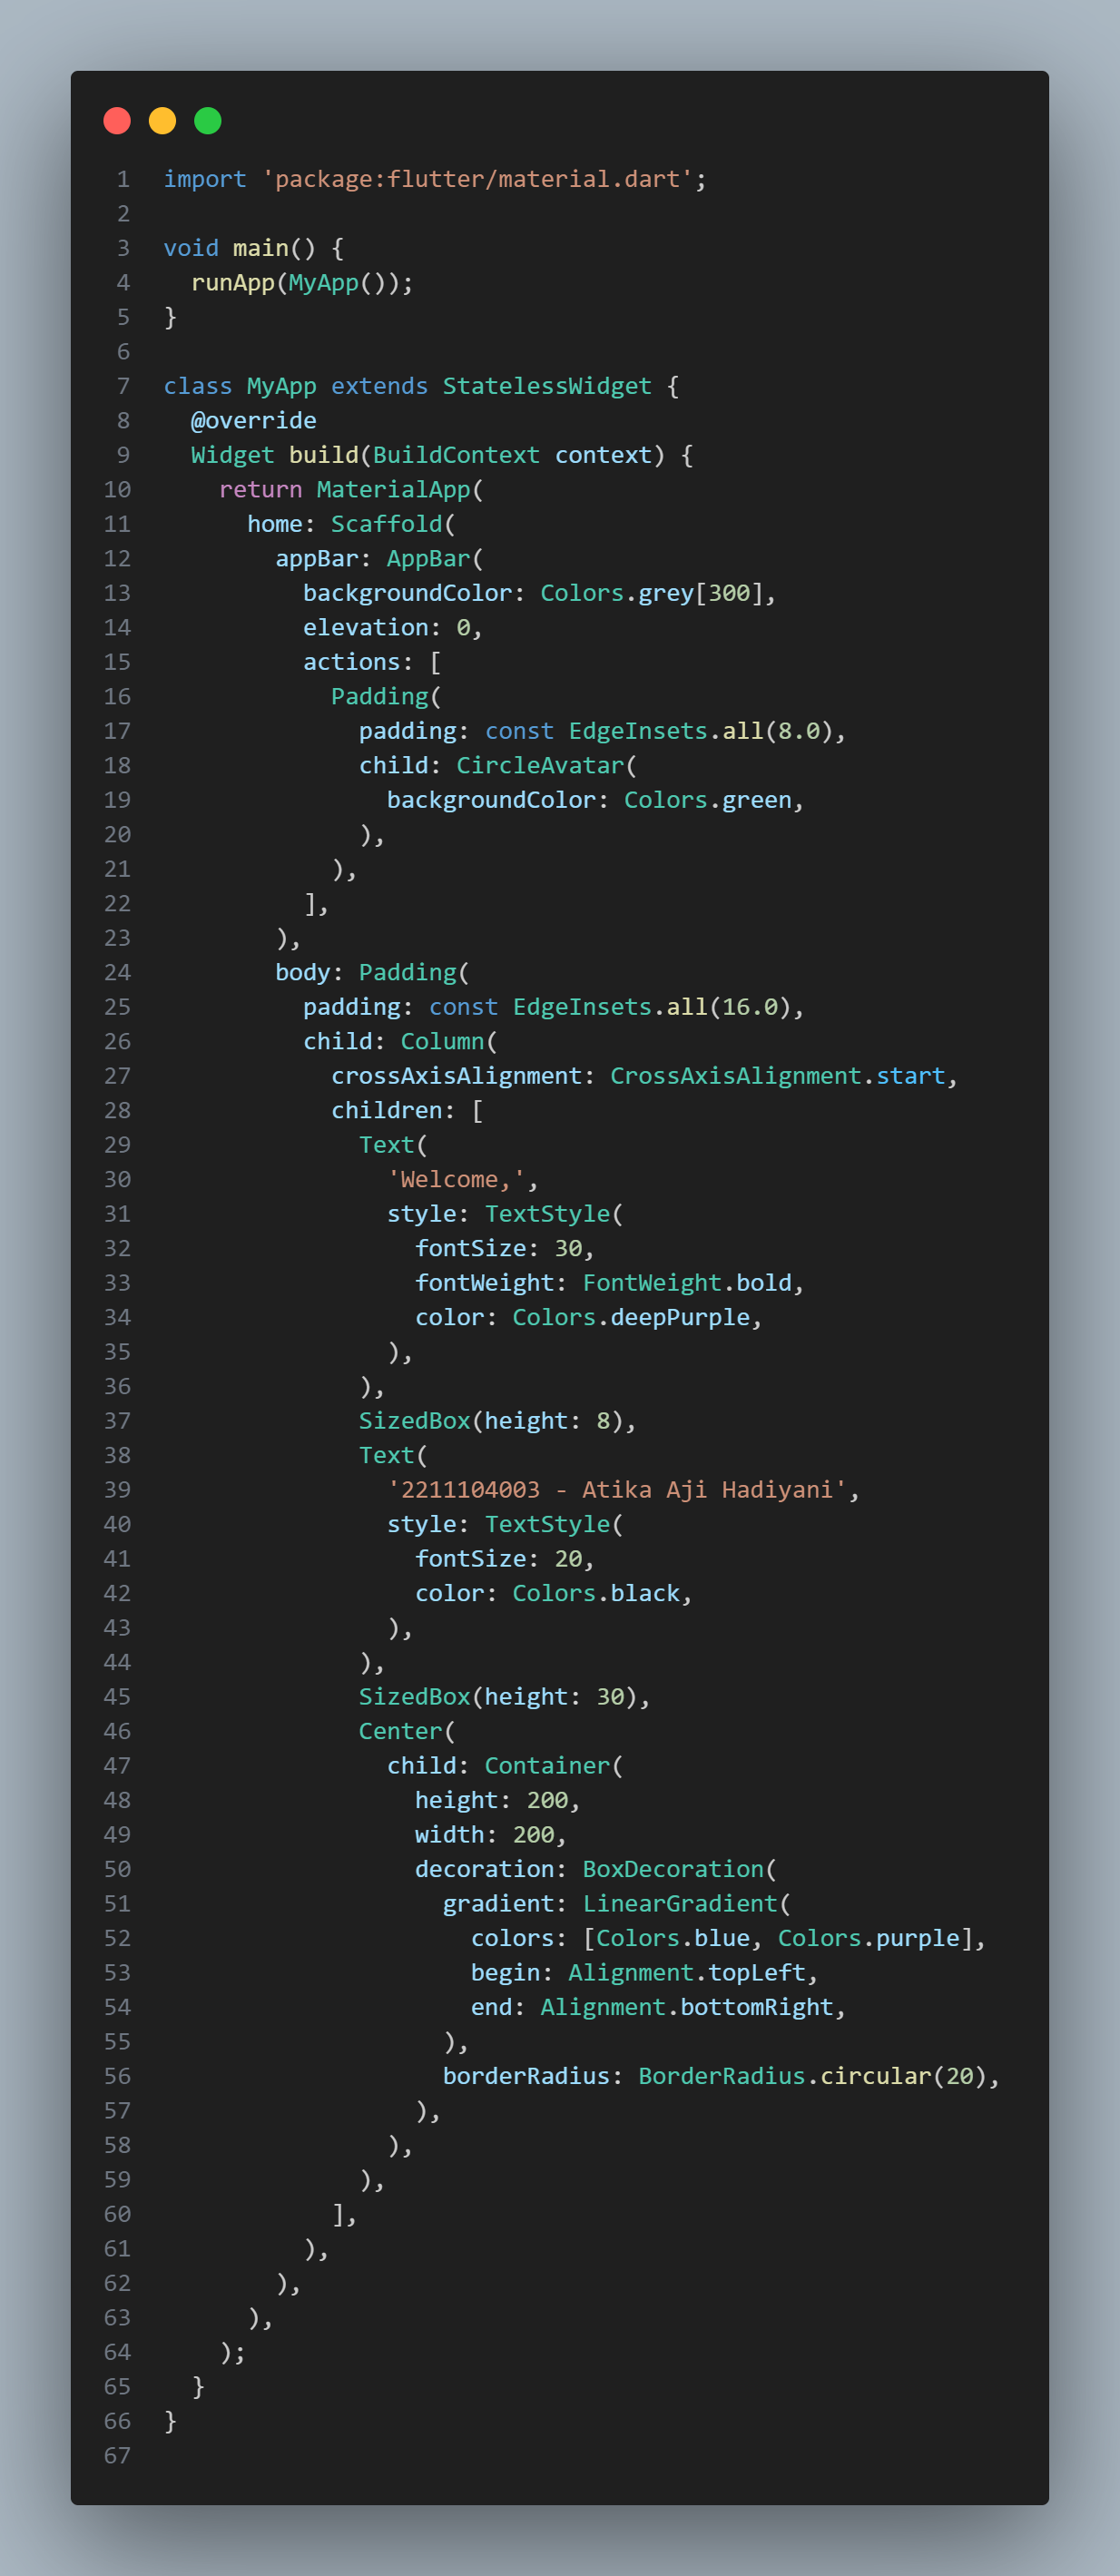 1 import 'package:flutter/material.dart';
2
3 void main() {
4   runApp(MyApp());
5 }
6
7 class MyApp extends StatelessWidget {
8   @override
9   Widget build(BuildContext context) {
10     return MaterialApp(
11       home: Scaffold(
12         appBar: AppBar(
13           backgroundColor: Colors.grey[300],
14           elevation: 0,
15           actions: [
16             Padding(
17               padding: const EdgeInsets.all(8.0),
18               child: CircleAvatar(
19                 backgroundColor: Colors.green,
20               ),
21             ),
22           ],
23         ),
24         body: Padding(
25           padding: const EdgeInsets.all(16.0),
26           child: Column(
27             crossAxisAlignment: CrossAxisAlignment.start,
28             children: [
29               Text(
30                 'Welcome,',
31                 style: TextStyle(
32                   fontSize: 30,
33                   fontWeight: FontWeight.bold,
34                   color: Colors.deepPurple,
35                 ),
36               ),
37               SizedBox(height: 8),
38               Text(
39                 '2211104003 - Atika Aji Hadiyani',
40                 style: TextStyle(
41                   fontSize: 20,
42                   color: Colors.black,
43                 ),
44               ),
45               SizedBox(height: 30),
46               Center(
47                 child: Container(
48                   height: 200,
49                   width: 200,
50                   decoration: BoxDecoration(
51                     gradient: LinearGradient(
52                       colors: [Colors.blue, Colors.purple],
53                       begin: Alignment.topLeft,
54                       end: Alignment.bottomRight,
55                     ),
56                     borderRadius: BorderRadius.circular(20),
57                   ),
58                 ),
59               ),
60             ],
61           ),
62         ),
63       ),
64     );
65   }
66 }
67